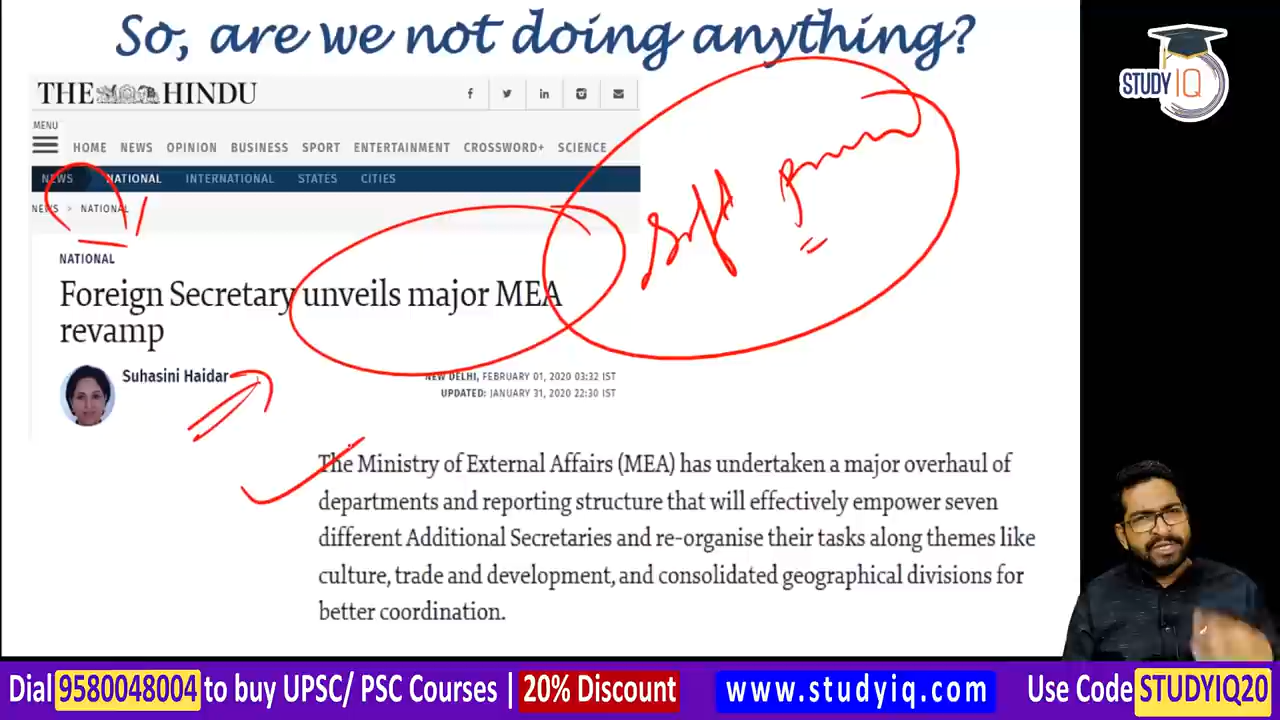 So, are we not doing anything?
STUDY IQ
THE HINDU
MENU
HOME NEWS OPINION BUSINESS SPORT ENTERTAINMENT CROSSWORD+ SCIENCE
NEWS NATIONAL INTERNATIONAL STATES CITIES
NEWS > NATIONAL
Soft Power
NATIONAL
Foreign Secretary unveils major MEA
revamp
Suhasini Haidar
NEW DELHI, FEBRUARY 01, 2020 03:32 IST
UPDATED: JANUARY 31, 2020 22:30 IST
The Ministry of External Affairs (MEA) has undertaken a major overhaul of
departments and reporting structure that will effectively empower seven
different Additional Secretaries and re-organise their tasks along themes like
culture, trade and development, and consolidated geographical divisions for
better coordination.
Dial 9580048004 to buy UPSC/ PSC Courses | 20% Discount www.studyiq.com Use Code STUDYIQ20